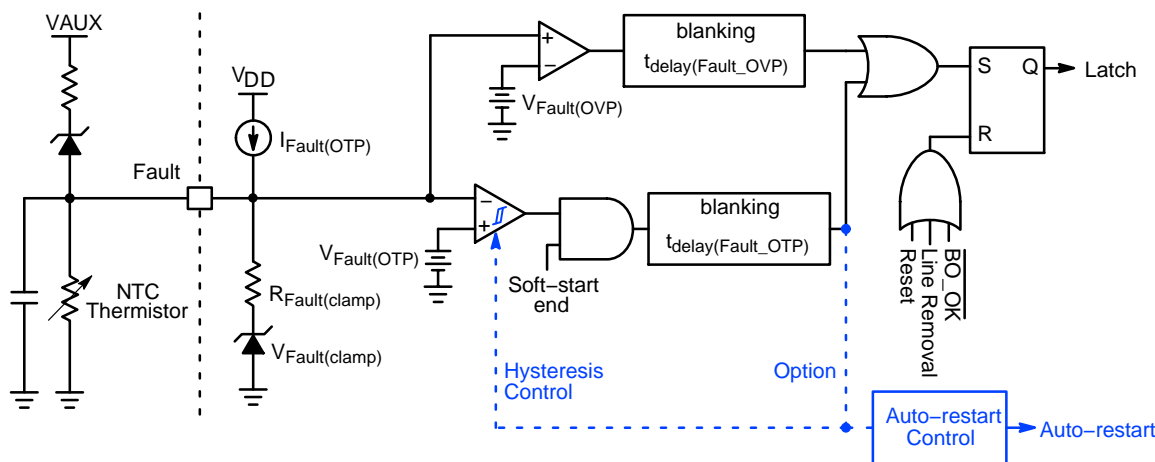 VAUX
VDD
IFault(OTP)
Fault
NTC
Thermistor
RFault(clamp)
VFault(clamp)
+
−
VFault(OVP)
blanking
tdelay(Fault_OVP)
−
+
VFault(OTP)
Soft−start
end
blanking
tdelay(Fault_OTP)
S
Q
R
Latch
Reset
Line Removal
BO_OK
Hysteresis
Control
Option
Auto−restart
Control
Auto−restart